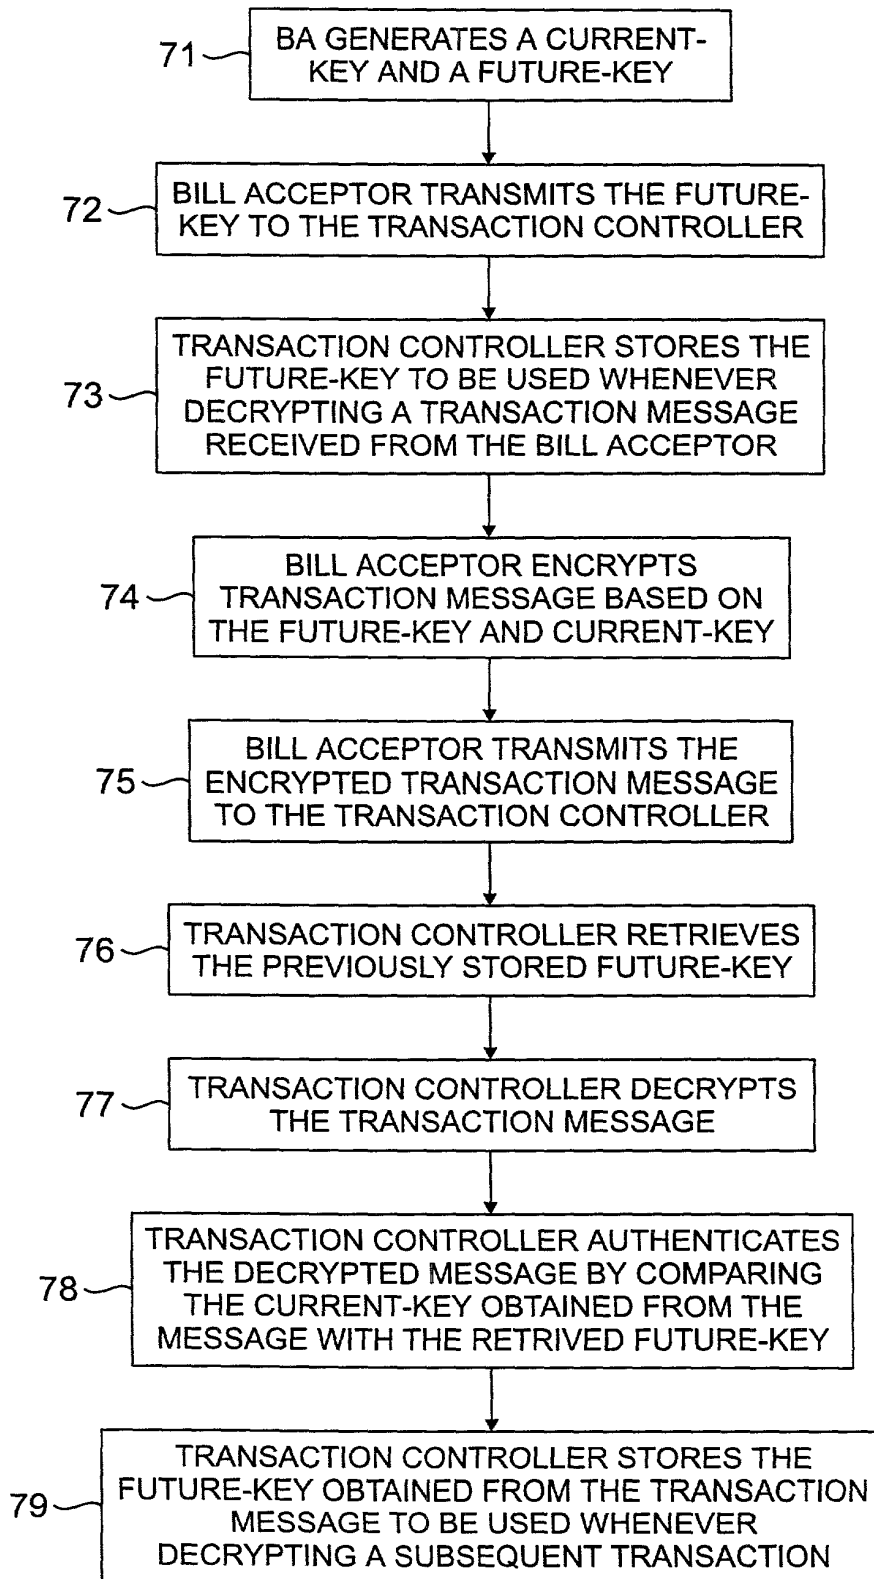 71
BA GENERATES A CURRENT-
KEY AND A FUTURE-KEY
72
BILL ACCEPTOR TRANSMITS THE FUTURE-
KEY TO THE TRANSACTION CONTROLLER
73
TRANSACTION CONTROLLER STORES THE
FUTURE-KEY TO BE USED WHENEVER
DECRYPTING A TRANSACTION MESSAGE
RECEIVED FROM THE BILL ACCEPTOR
74
BILL ACCEPTOR ENCRYPTS
TRANSACTION MESSAGE BASED ON
THE FUTURE-KEY AND CURRENT-KEY
75
BILL ACCEPTOR TRANSMITS THE
ENCRYPTED TRANSACTION MESSAGE
TO THE TRANSACTION CONTROLLER
76
TRANSACTION CONTROLLER RETRIEVES
THE PREVIOUSLY STORED FUTURE-KEY
77
TRANSACTION CONTROLLER DECRYPTS
THE TRANSACTION MESSAGE
78
TRANSACTION CONTROLLER AUTHENTICATES
THE DECRYPTED MESSAGE BY COMPARING
THE CURRENT-KEY OBTAINED FROM THE
MESSAGE WITH THE RETRIVED FUTURE-KEY
79
TRANSACTION CONTROLLER STORES THE
FUTURE-KEY OBTAINED FROM THE TRANSACTION
MESSAGE TO BE USED WHENEVER
DECRYPTING A SUBSEQUENT TRANSACTION